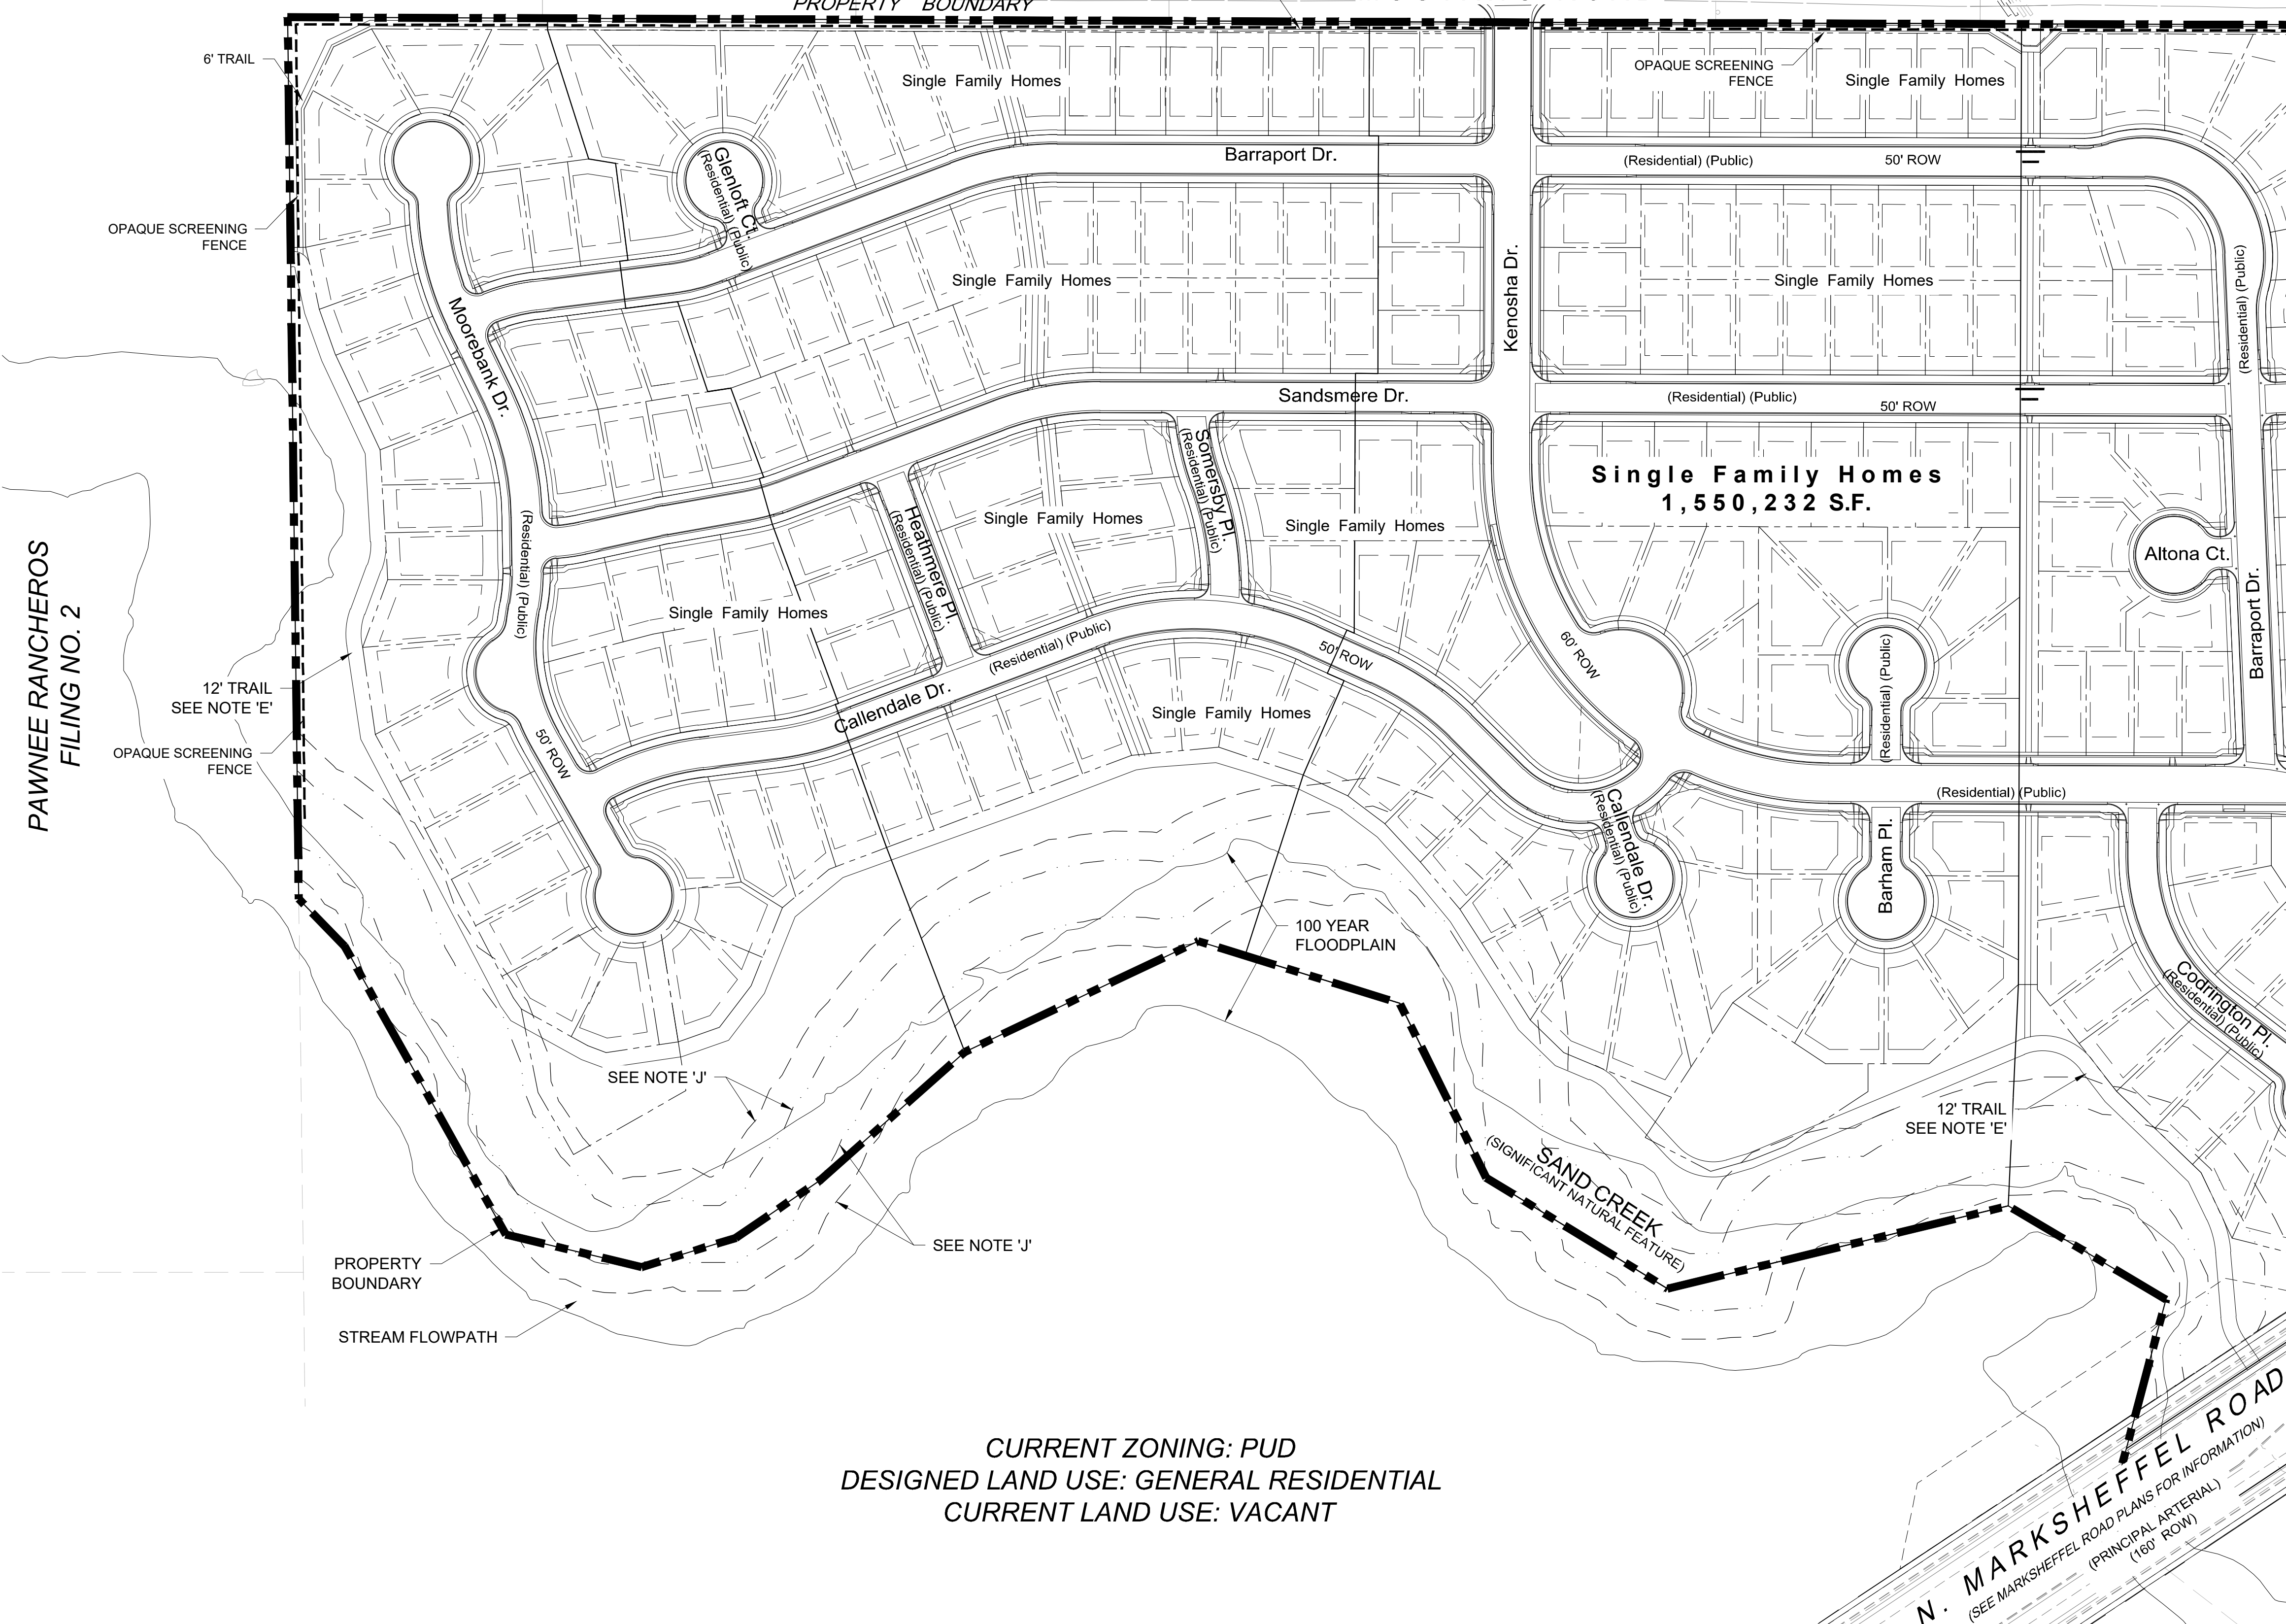 PROPERTY BOUNDARY
6' TRAIL
Single Family Homes
OPAQUE SCREENING
FENCE
Single Family Homes
Glenloft Ct.
(Residential) (Public)
Barraport Dr.
(Residential) (Public)
50' ROW
OPAQUE SCREENING
FENCE
Moorebank Dr.
Single Family Homes
Kenosha Dr.
Single Family Homes
(Residential) (Public)
Sandsmere Dr.
(Residential) (Public)
50' ROW
Somersby Pl.
(Residential) (Public)
Single Family Homes
1,550,232 S.F.
Heathmere Pl.
(Residential) (Public)
Single Family Homes
Single Family Homes
Altona Ct.
Barraport Dr.
PAWNEE RANCHEROS
FILING NO. 2
(Residential) (Public)
Single Family Homes
(Residential) (Public)
50' ROW
60' ROW
(Residential) (Public)
12' TRAIL
SEE NOTE 'E'
OPAQUE SCREENING
FENCE
50' ROW
Callendale Dr.
Single Family Homes
Callendale Dr.
(Residential) (Public)
(Residential) (Public)
Barham Pl.
100 YEAR
FLOODPLAIN
Codrington Pl.
(Residential) (Public)
SEE NOTE 'J'
12' TRAIL
SEE NOTE 'E'
SAND CREEK
(SIGNIFICANT NATURAL FEATURE)
SEE NOTE 'J'
PROPERTY
BOUNDARY
STREAM FLOWPATH
CURRENT ZONING: PUD
DESIGNED LAND USE: GENERAL RESIDENTIAL
CURRENT LAND USE: VACANT
N. MARKSHEFFEL ROAD
(SEE MARKSHEFFEL ROAD PLANS FOR INFORMATION)
(PRINCIPAL ARTERIAL)
(160' ROW)